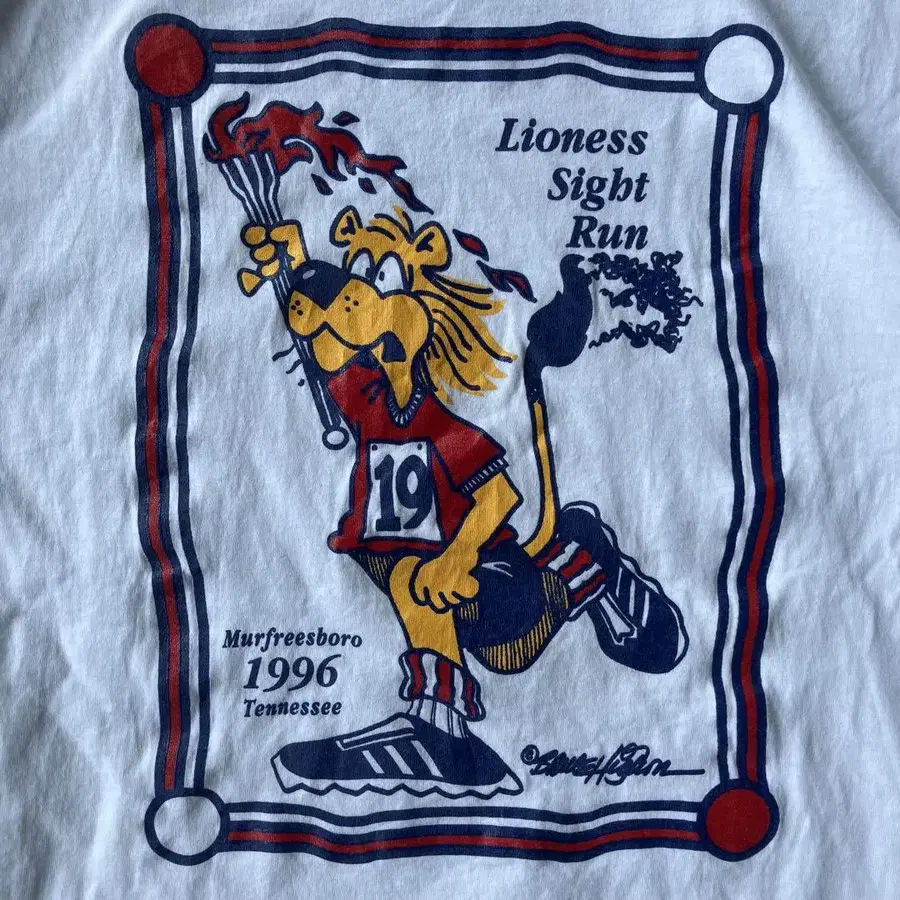 Lioness
Sight
Run
19
Murfreesboro
1996
Tennessee
©